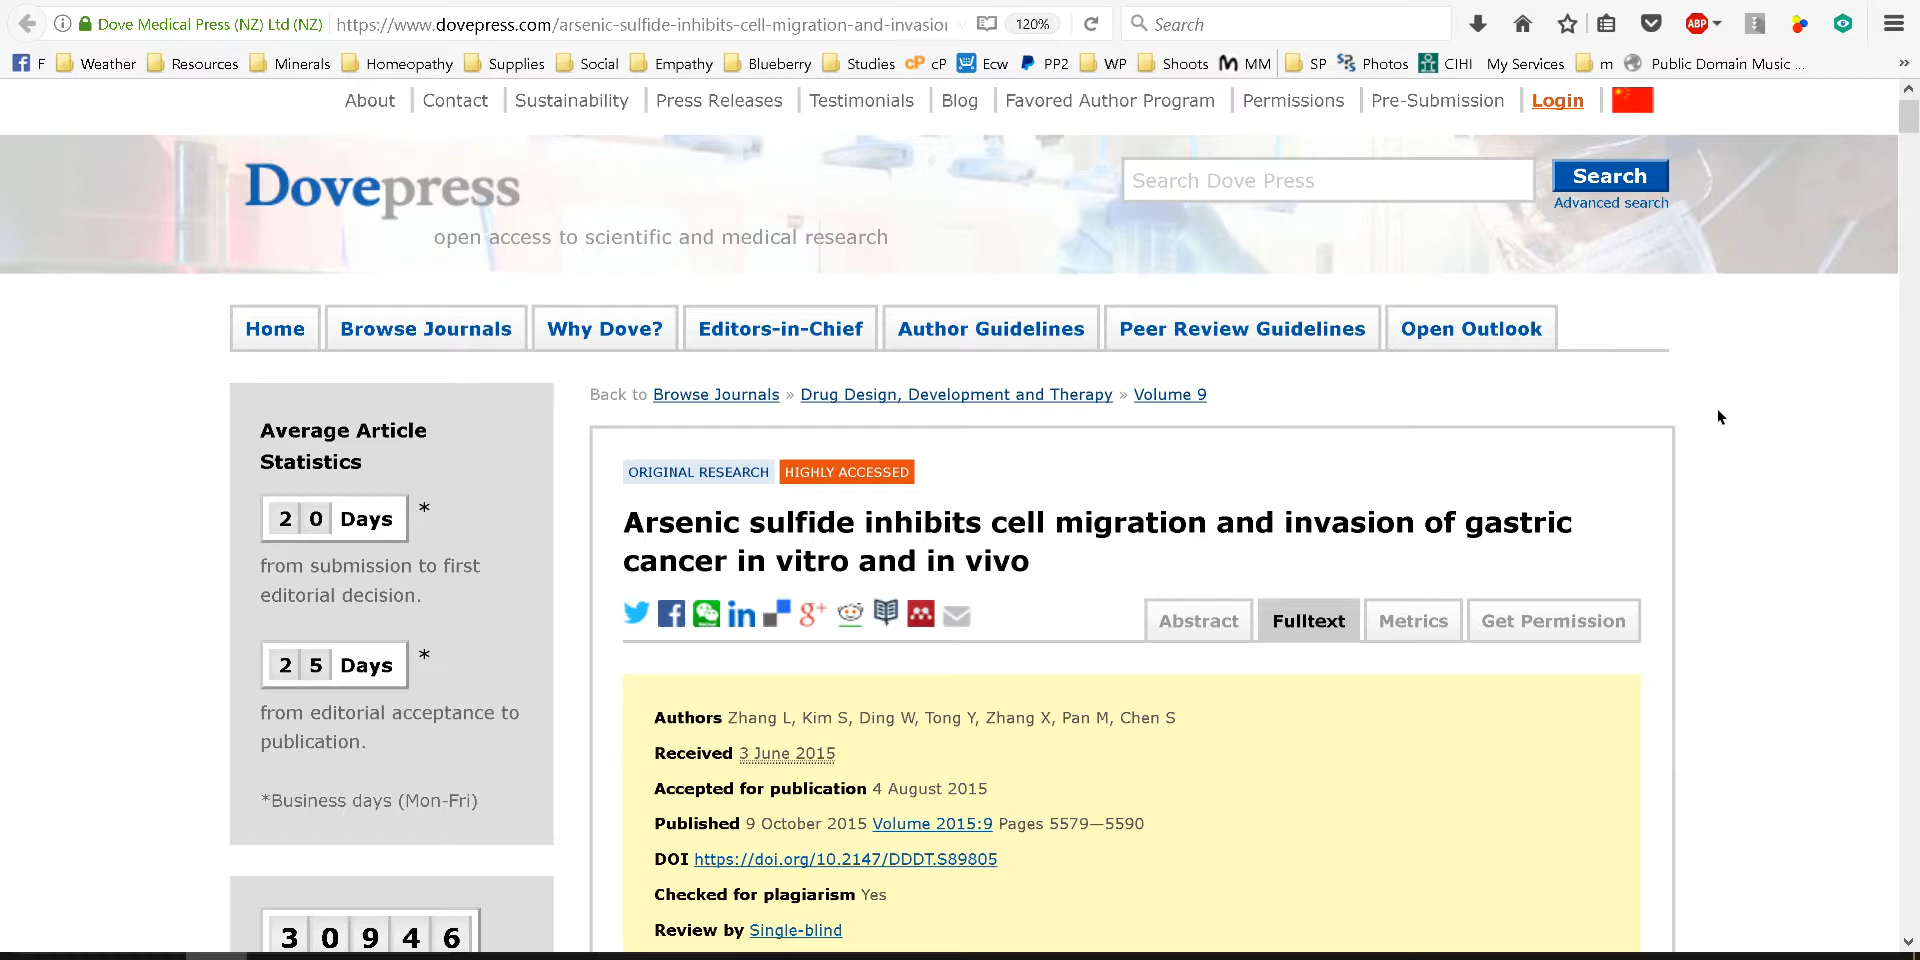 Dove Medical Press (NZ) Ltd (NZ) https://www.dovepress.com/arsenic-sulfide-inhibits-cell-migration-and-invasion 120% Search ABP
F Weather Resources Minerals Homeopathy Supplies Social Empathy Blueberry Studies cP cP Ecw PP2 WP Shoots MM SP Photos CIHI My Services m Public Domain Music ... »
About Contact Sustainability Press Releases Testimonials Blog Favored Author Program Permissions Pre-Submission Login
Dovepress
open access to scientific and medical research
Search Dove Press Search
Advanced search
Home Browse Journals Why Dove? Editors-in-Chief Author Guidelines Peer Review Guidelines Open Outlook
Average Article
Statistics
2 0 Days *
from submission to first
editorial decision.
2 5 Days *
from editorial acceptance to
publication.
*Business days (Mon-Fri)
3 0 9 4 6
Back to Browse Journals » Drug Design, Development and Therapy » Volume 9
ORIGINAL RESEARCH HIGHLY ACCESSED
Arsenic sulfide inhibits cell migration and invasion of gastric
cancer in vitro and in vivo
Abstract Fulltext Metrics Get Permission
Authors Zhang L, Kim S, Ding W, Tong Y, Zhang X, Pan M, Chen S
Received 3 June 2015
Accepted for publication 4 August 2015
Published 9 October 2015 Volume 2015:9 Pages 5579—5590
DOI https://doi.org/10.2147/DDDT.S89805
Checked for plagiarism Yes
Review by Single-blind